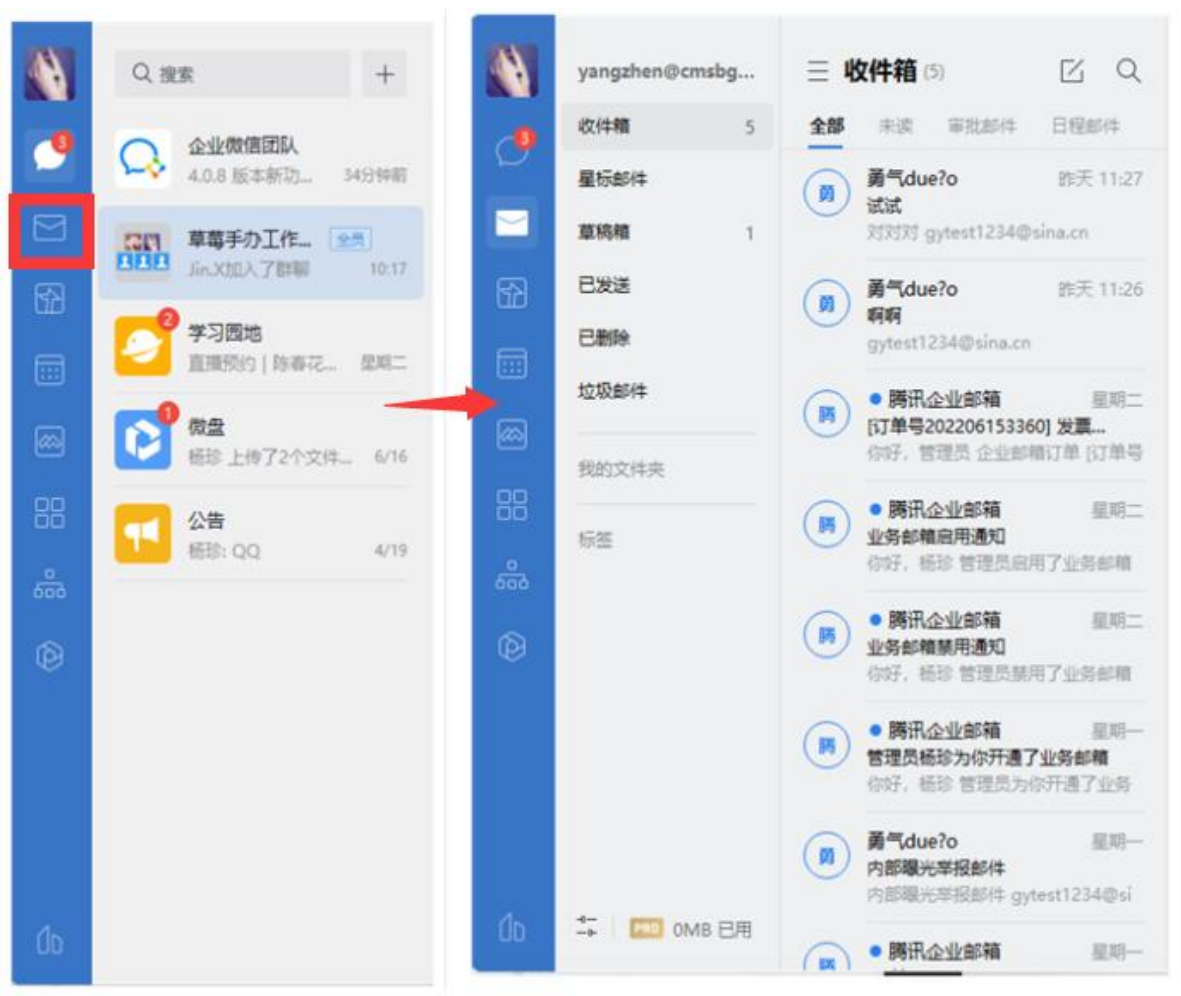 3
搜索
企业微信团队
4.0.8 版本新功...
34分钟前
草莓手办工作...
全员
Jin.X加入了群聊
10:17
2
学习园地
直播预约 | 陈春花...
星期二
1
微盘
杨珍 上传了2个文件...
6/16
公告
杨珍: QQ
4/19
3
yangzhen@cmsbg...
收件箱 5
星标邮件
草稿箱 1
已发送
已删除
垃圾邮件
我的文件夹
标签
PRO 0MB 已用
收件箱 (5)
全部 未读 审批邮件 日程邮件
勇
勇气due?o 昨天 11:27
试试
对对对 gytest1234@sina.cn
勇
勇气due?o 昨天 11:26
啊啊
gytest1234@sina.cn
腾
腾讯企业邮箱 星期二
[订单号202206153360] 发票...
你好，管理员 企业邮箱订单 [订单号
腾
腾讯企业邮箱 星期二
业务邮箱启用通知
你好，杨珍 管理员启用了业务邮箱
腾
腾讯企业邮箱 星期二
业务邮箱禁用通知
你好，杨珍 管理员禁用了业务邮箱
腾
腾讯企业邮箱 星期一
管理员杨珍为你开通了业务邮箱
你好，杨珍 管理员为你开通了业务
勇
勇气due?o 星期一
内部曝光举报邮件
内部曝光举报邮件 gytest1234@si
腾
腾讯企业邮箱 星期一